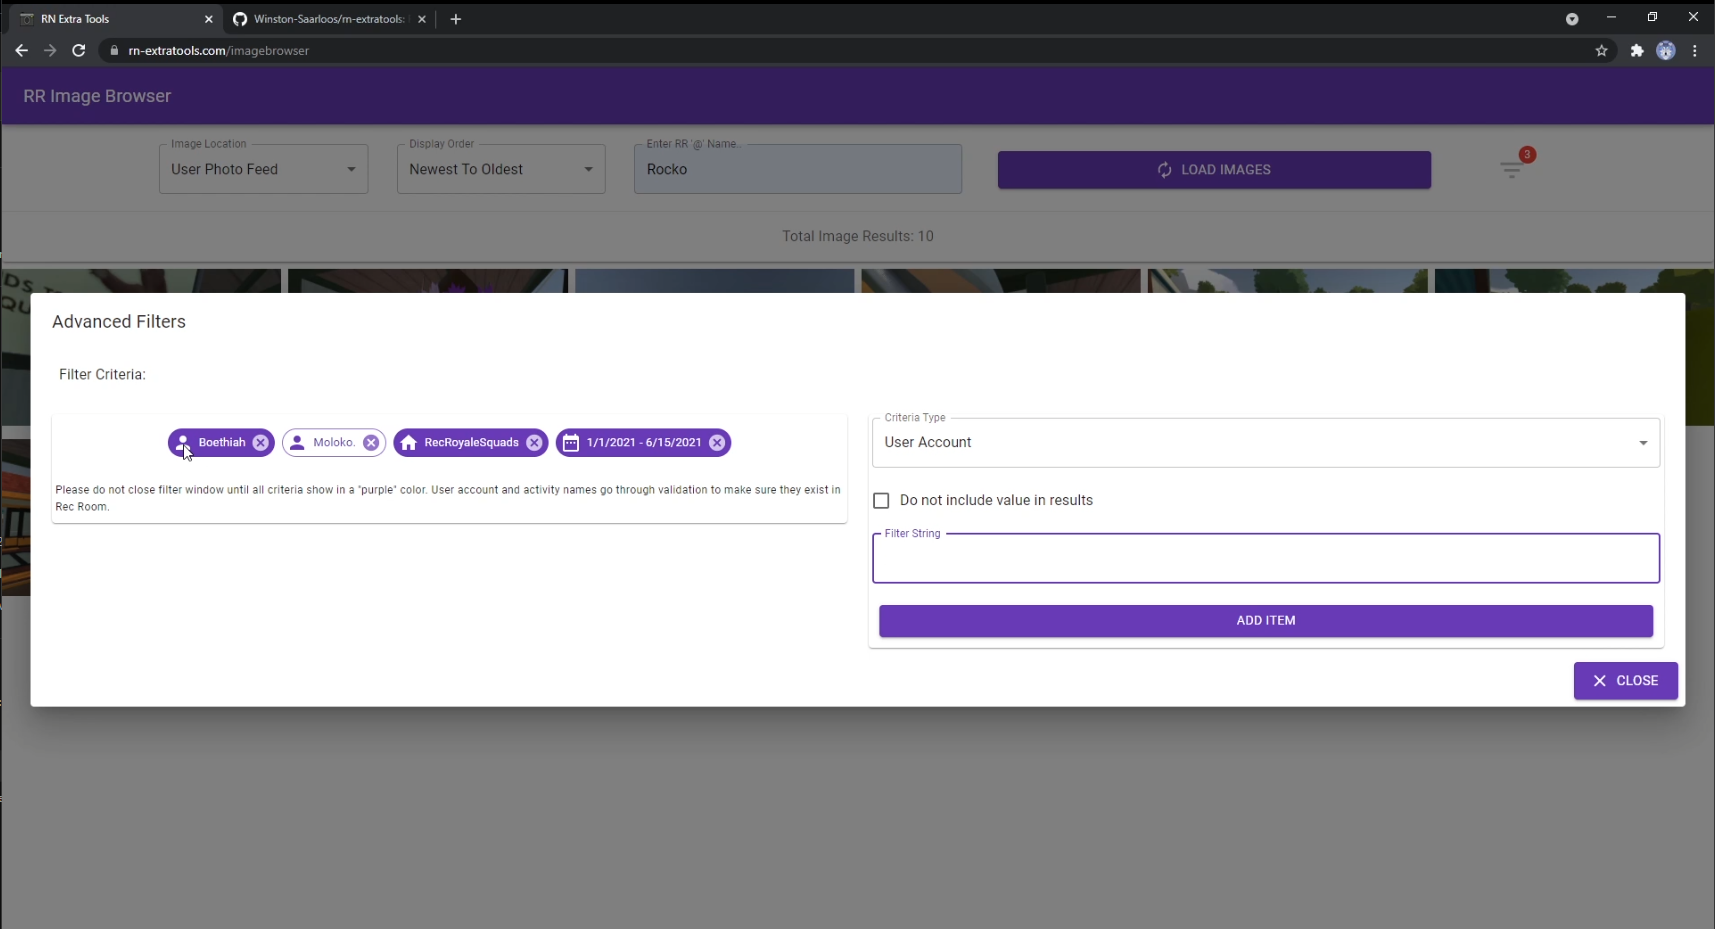 RN Extra Tools
Winston-Saarloos/rn-extratools:
rn-extratools.com/imagebrowser
RR Image Browser
Image Location
User Photo Feed
Display Order
Newest To Oldest
Enter RR '@' Name..
Rocko
LOAD IMAGES
3
Total Image Results: 10
Advanced Filters
Filter Criteria:
Boethiah
Moloko.
RecRoyaleSquads
1/1/2021 - 6/15/2021
Please do not close filter window until all criteria show in a "purple" color. User account and activity names go through validation to make sure they exist in
Rec Room.
Criteria Type
User Account
Do not include value in results
Filter String
ADD ITEM
CLOSE